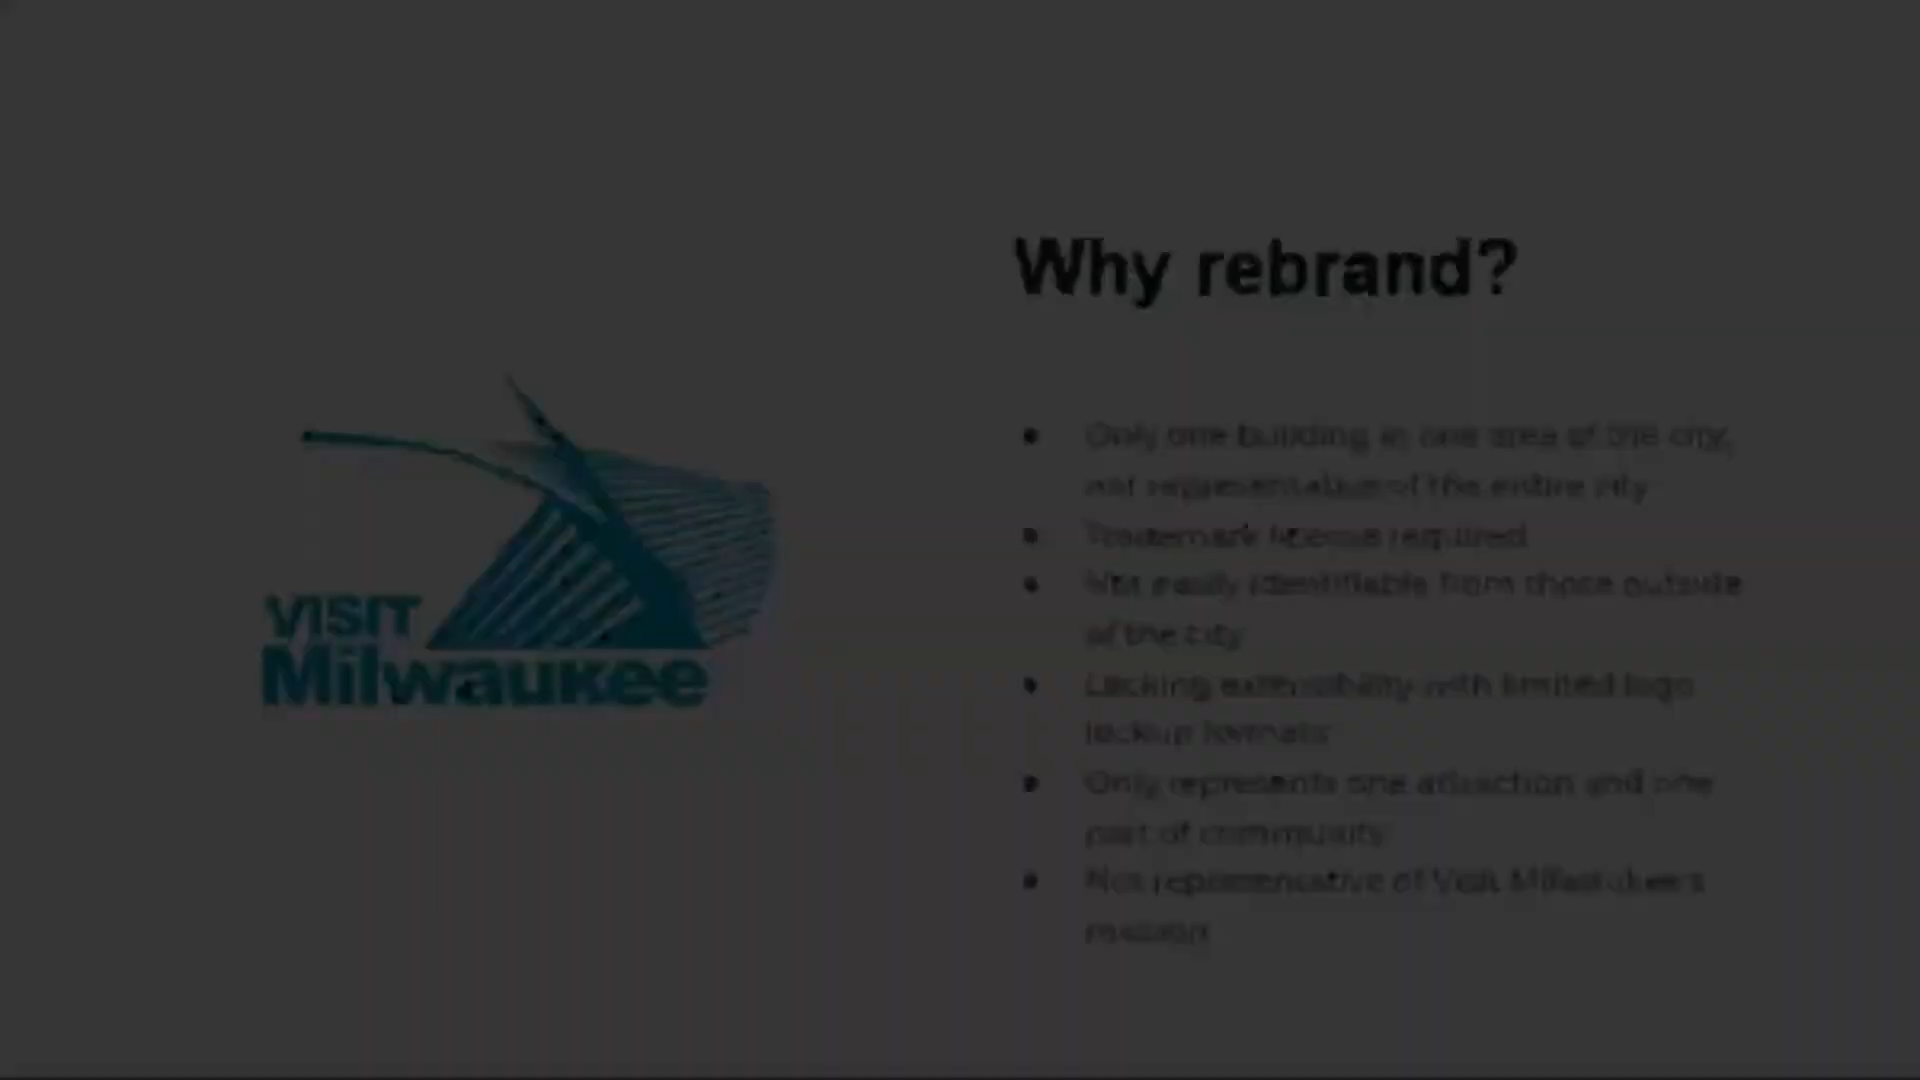 Why rebrand?
VISIT
Milwaukee
• Only one building in one area of the city,
not representative of the entire city
• Trademark license required
• Not easily identifiable from those outside
of the city
• Lacking extensibility with limited logo
lockup formats
• Only represents one attraction and one
part of community
• Not representative of Visit Milwaukee's
mission